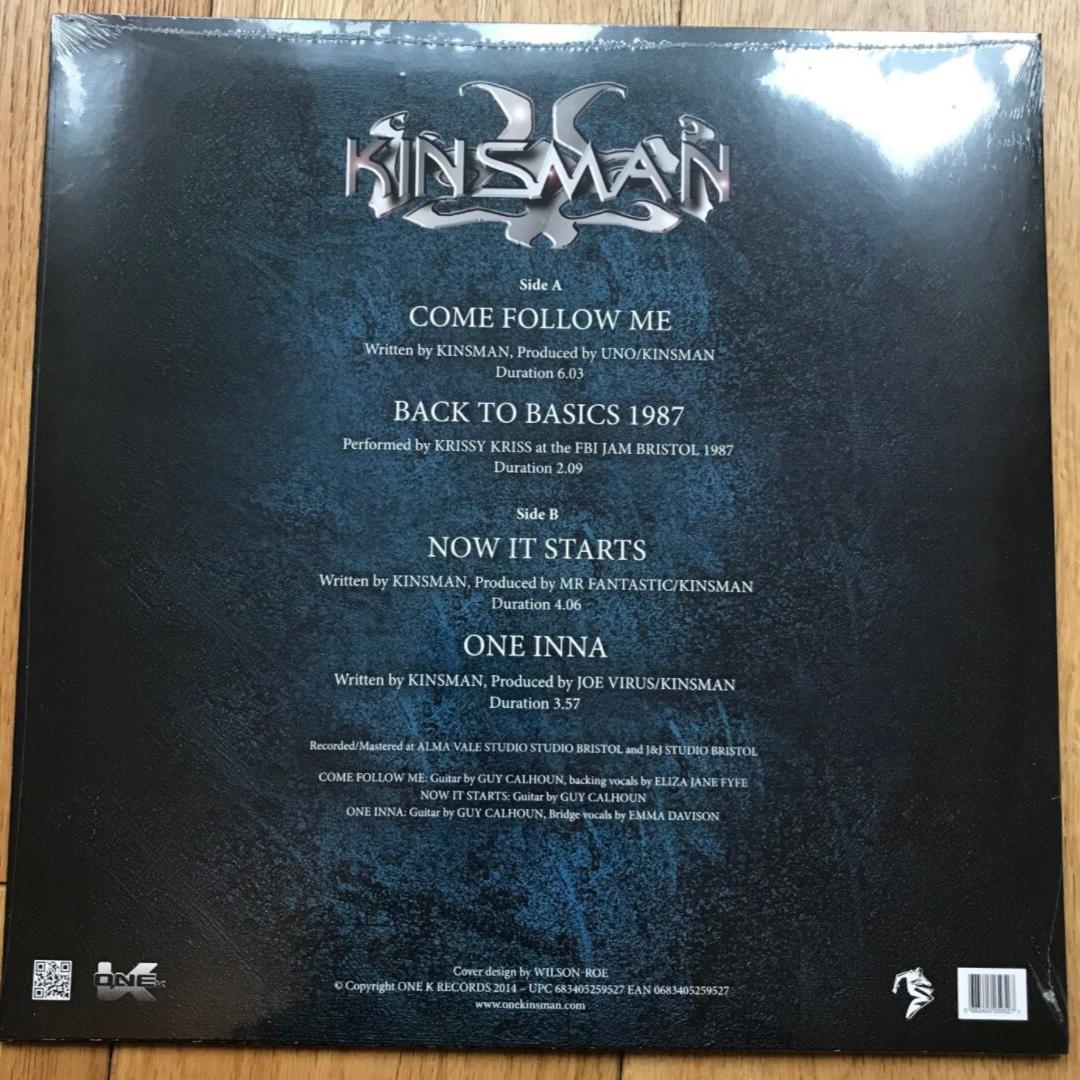 KINSMAN
Side A
COME FOLLOW ME
Written by KINSMAN, Produced by UNO/KINSMAN
Duration 6.03
BACK TO BASICS 1987
Performed by KRISSY KRISS at the FBI JAM BRISTOL 1987
Duration 2.09
Side B
NOW IT STARTS
Written by KINSMAN, Produced by MR FANTASTIC/KINSMAN
Duration 4.06
ONE INNA
Written by KINSMAN, Produced by JOE VIRUS/KINSMAN
Duration 3.57
Recorded/Mastered at ALMA VALE STUDIO STUDIO BRISTOL and J&J STUDIO BRISTOL
COME FOLLOW ME: Guitar by GUY CALHOUN, backing vocals by ELIZA JANE FYFE
NOW IT STARTS: Guitar by GUY CALHOUN
ONE INNA: Guitar by GUY CALHOUN, Bridge vocals by EMMA DAVISON
ONE K
Cover design by WILSON-ROE
© Copyright ONE K RECORDS 2014 – UPC 683405259527 EAN 0683405259527
www.onekinsman.com